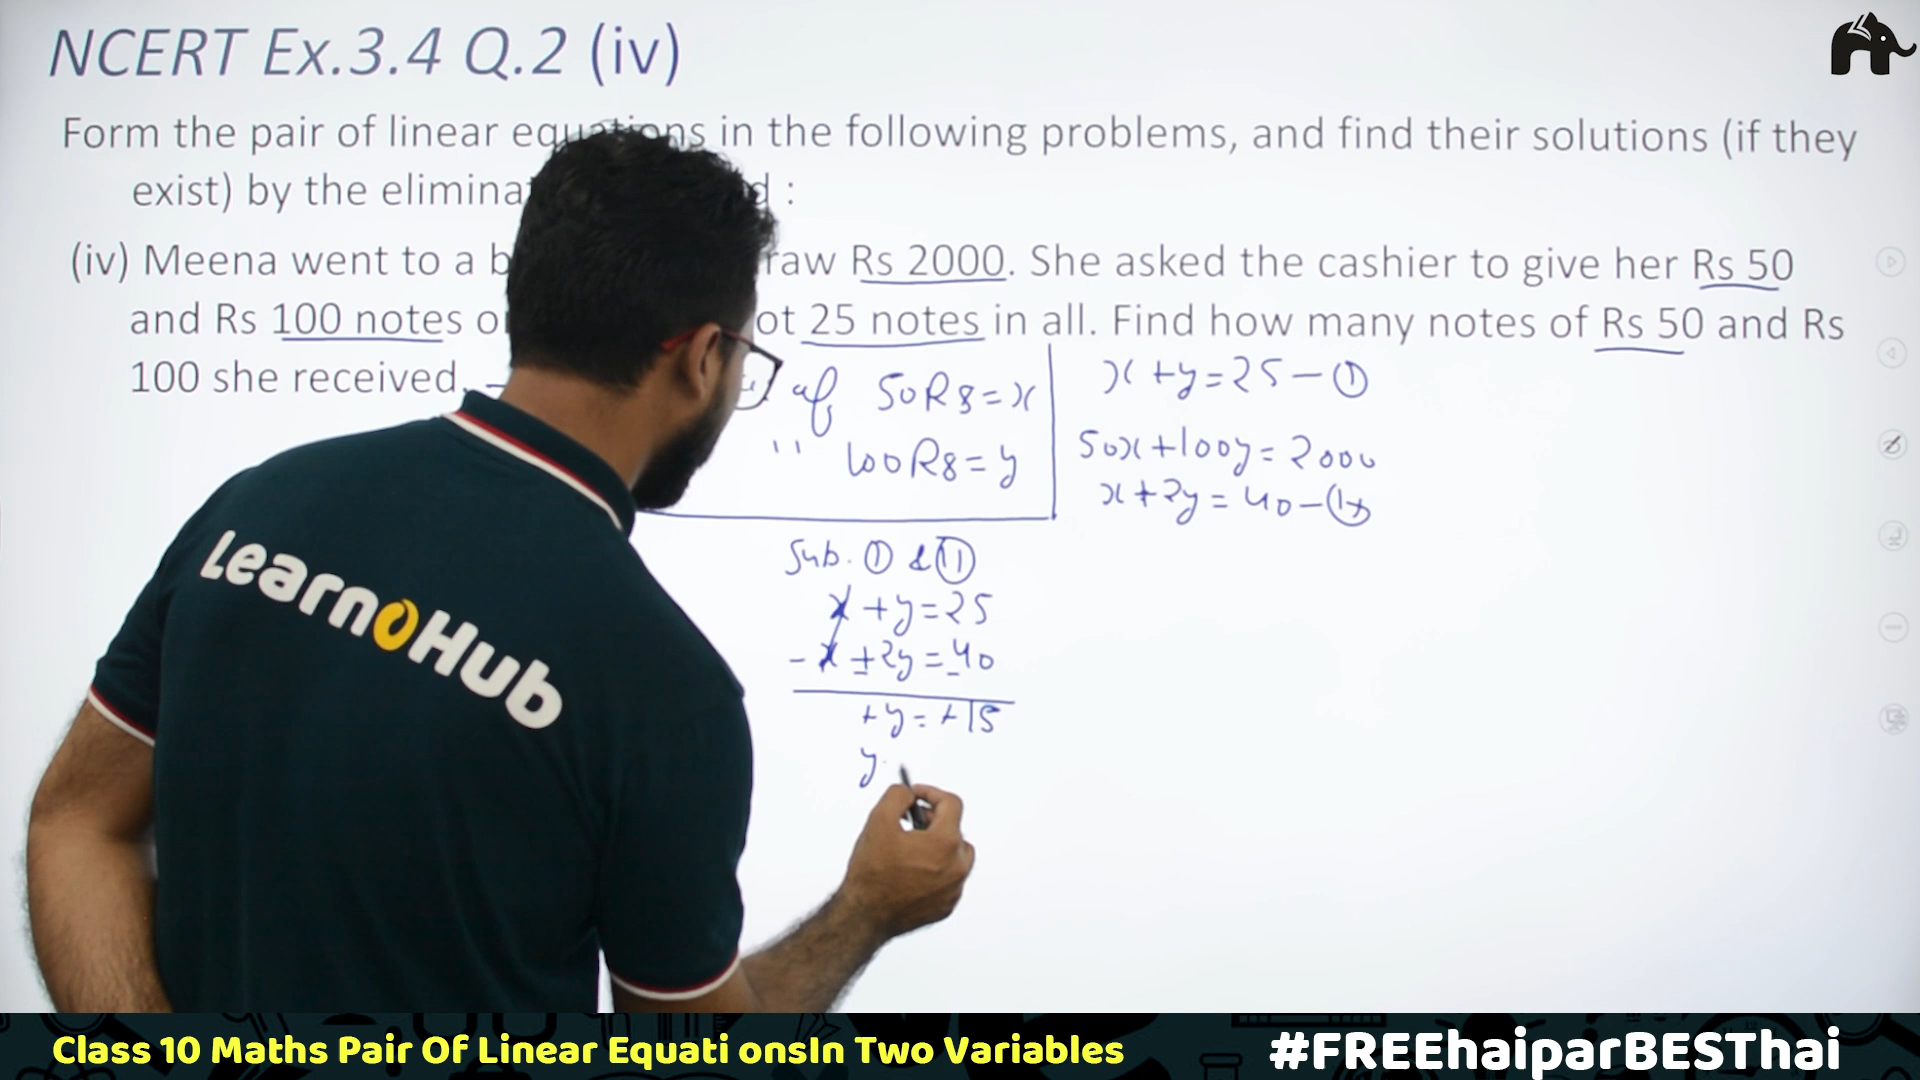 NCERT Ex.3.4 Q.2 (iv)
Form the pair of linear equations in the following problems, and find their solutions (if they
exist) by the elimina d :
(iv) Meena went to a b raw Rs 2000. She asked the cashier to give her Rs 50
and Rs 100 notes o ot 25 notes in all. Find how many notes of Rs 50 and Rs
100 she received.
of 50Rs = x
" 100Rs = y
x + y = 25 - ①
50x + 100y = 2000
x + 2y = 40 - ⑪
Sub. ① & ⑪
x + y = 25
- x ± 2y = _40
+y = +15
y
LearnoHub
Class 10 Maths Pair Of Linear Equati onsIn Two Variables
#FREEhaiparBESThai